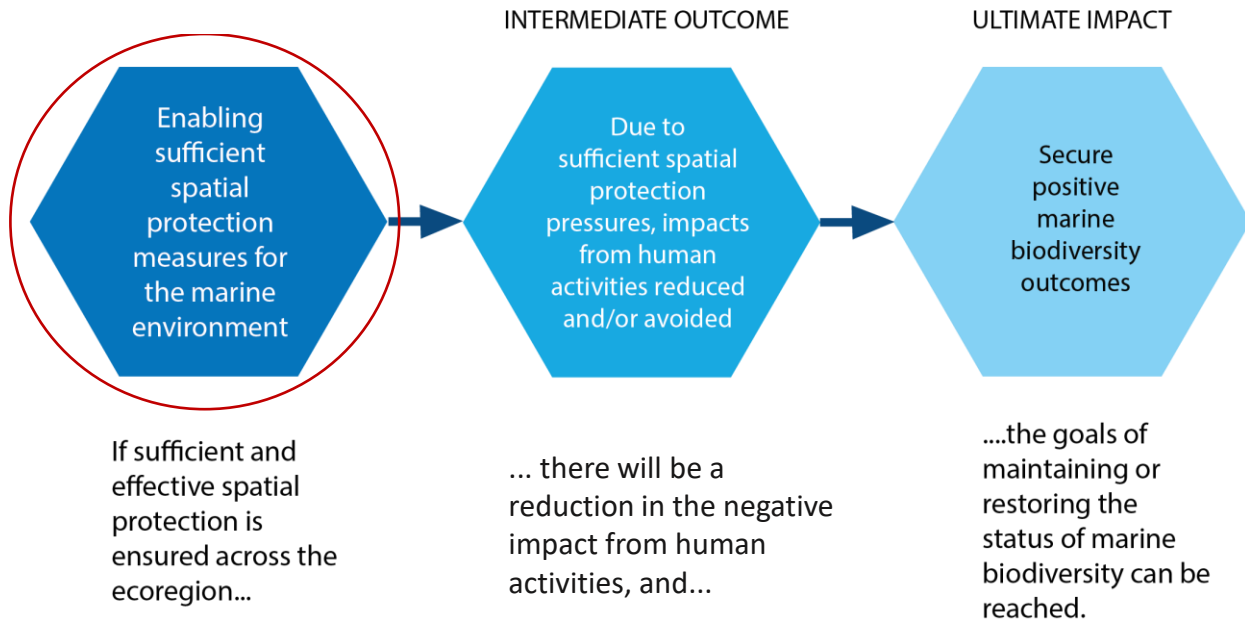 INTERMEDIATE OUTCOME
ULTIMATE IMPACT
Enabling
sufficient
spatial
protection
measures for
the marine
environment
Due to
sufficient spatial
protection
pressures, impacts
from human
activities reduced
and/or avoided
Secure
positive
marine
biodiversity
outcomes
If sufficient and
effective spatial
protection is
ensured across the
ecoregion...
... there will be a
reduction in the negative
impact from human
activities, and...
....the goals of
maintaining or
restoring the
status of marine
biodiversity can be
reached.